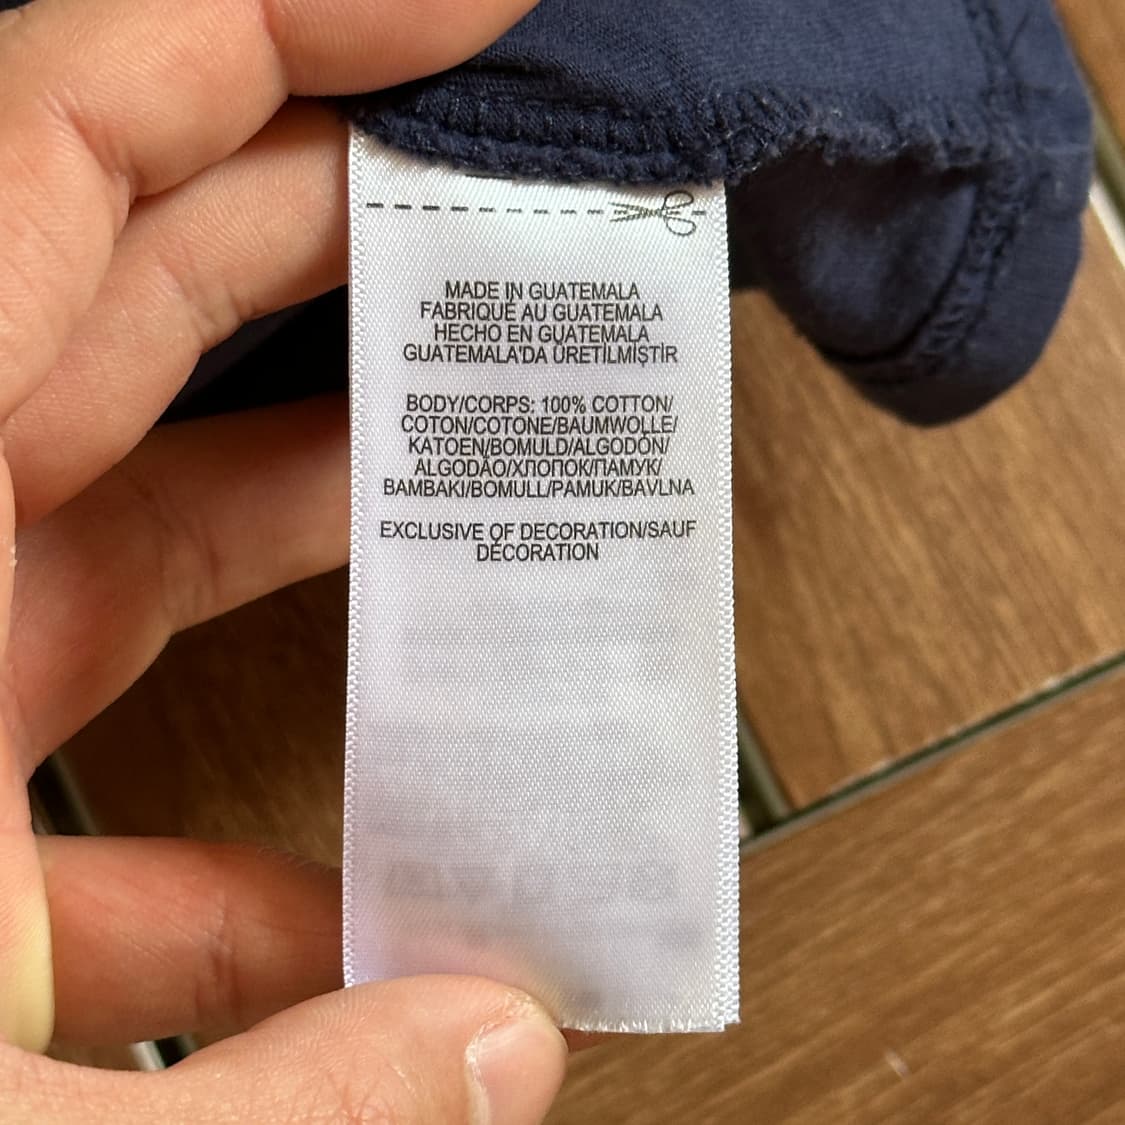 MADE IN GUATEMALA
FABRIQUÉ AU GUATEMALA
HECHO EN GUATEMALA
GUATEMALA'DA ÜRETİLMİŞTİR
BODY/CORPS: 100% COTTON/
COTON/COTONE/BAUMWOLLE/
KATOEN/BOMULD/ALGODÓN/
ALGODÃO/ХЛОПОК/ПАМУК/
BAMBAKI/BOMULL/PAMUK/BAVLNA
EXCLUSIVE OF DECORATION/SAUF
DÉCORATION